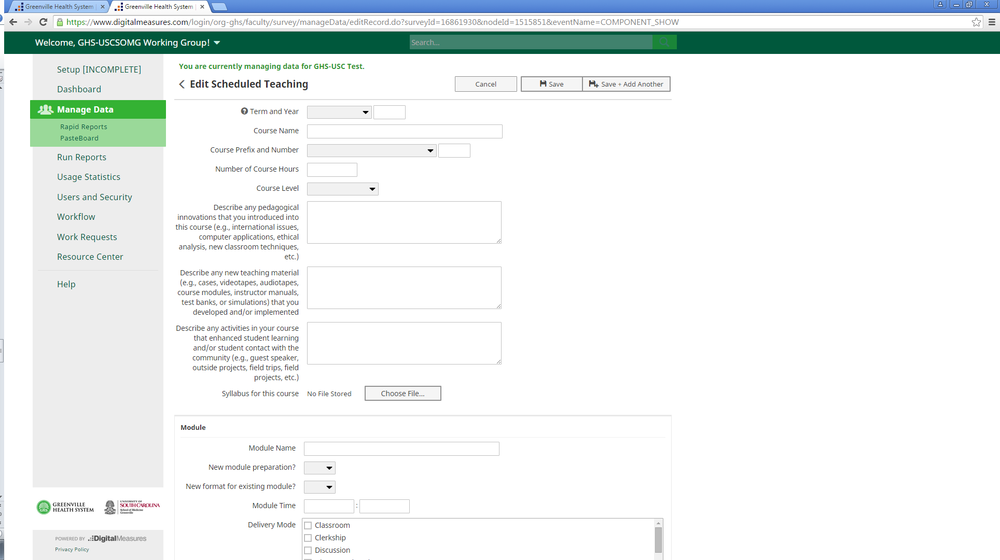 Greenville Health System
Greenville Health System
https://www.digitalmeasures.com/login/org-ghs/faculty/survey/manageData/editRecord.do?surveyId=16861930&nodeId=1515851&eventName=COMPONENT_SHOW
Welcome, GHS-USCSOMG Working Group!
Search...
Setup [INCOMPLETE]
Dashboard
Manage Data
Rapid Reports
PasteBoard
Run Reports
Usage Statistics
Users and Security
Workflow
Work Requests
Resource Center
Help
GHS
GREENVILLE
HEALTH SYSTEM
UNIVERSITY OF
SOUTH CAROLINA
School of Medicine
Greenville
POWERED BY DigitalMeasures
Privacy Policy
You are currently managing data for GHS-USC Test.
Edit Scheduled Teaching
Cancel
Save
Save + Add Another
Term and Year
Course Name
Course Prefix and Number
Number of Course Hours
Course Level
Describe any pedagogical
innovations that you introduced into
this course (e.g., international issues,
computer applications, ethical
analysis, new classroom techniques,
etc.)
Describe any new teaching material
(e.g., cases, videotapes, audiotapes,
course modules, instructor manuals,
test banks, or simulations) that you
developed and/or implemented
Describe any activities in your course
that enhanced student learning
and/or student contact with the
community (e.g., guest speaker,
outside projects, field trips, field
projects, etc.)
Syllabus for this course No File Stored Choose File...
Module
Module Name
New module preparation?
New format for existing module?
Module Time :
Delivery Mode
Classroom
Clerkship
Discussion